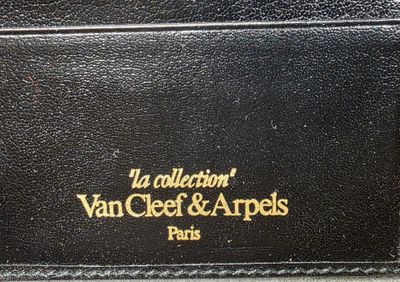 "la collection"
Van Cleef & Arpels
Paris